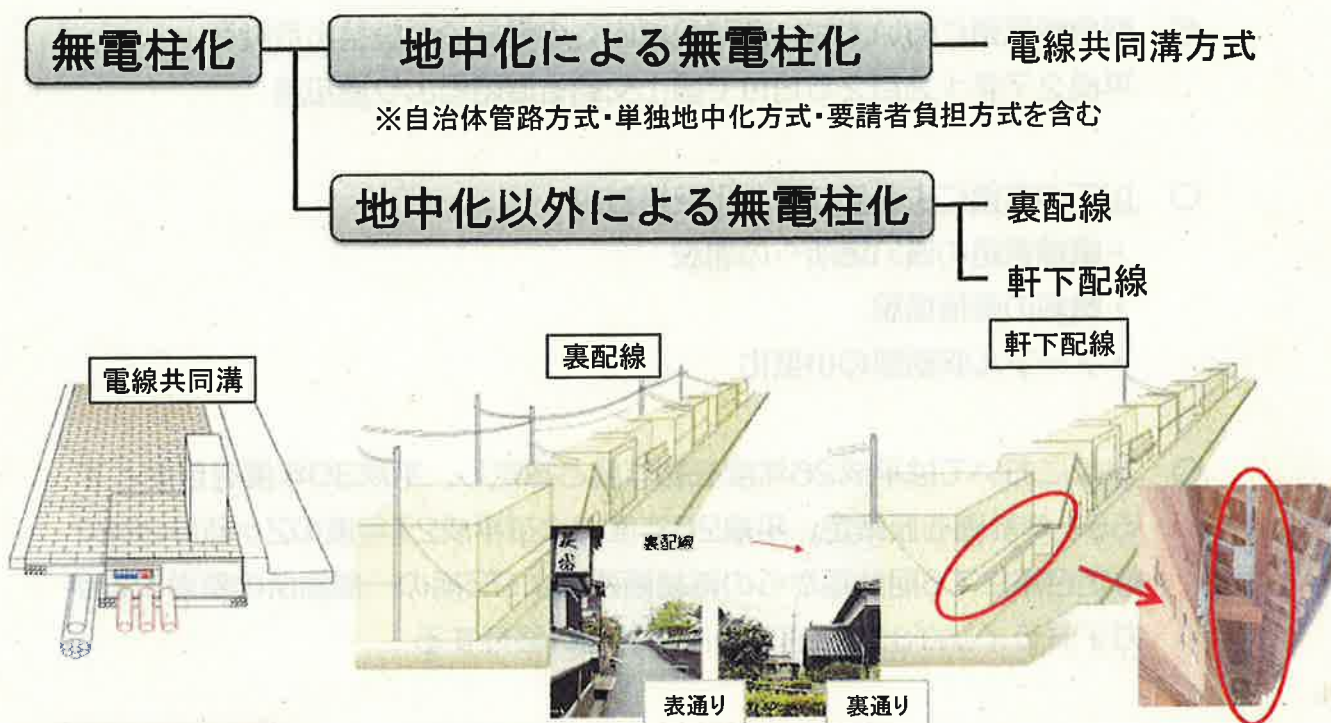 無電柱化
地中化による無電柱化
電線共同溝方式
※自治体管路方式・単独地中化方式・要請者負担方式を含む
地中化以外による無電柱化
裏配線
軒下配線
電線共同溝
裏配線
軒下配線
裏配線
表通り
裏通り